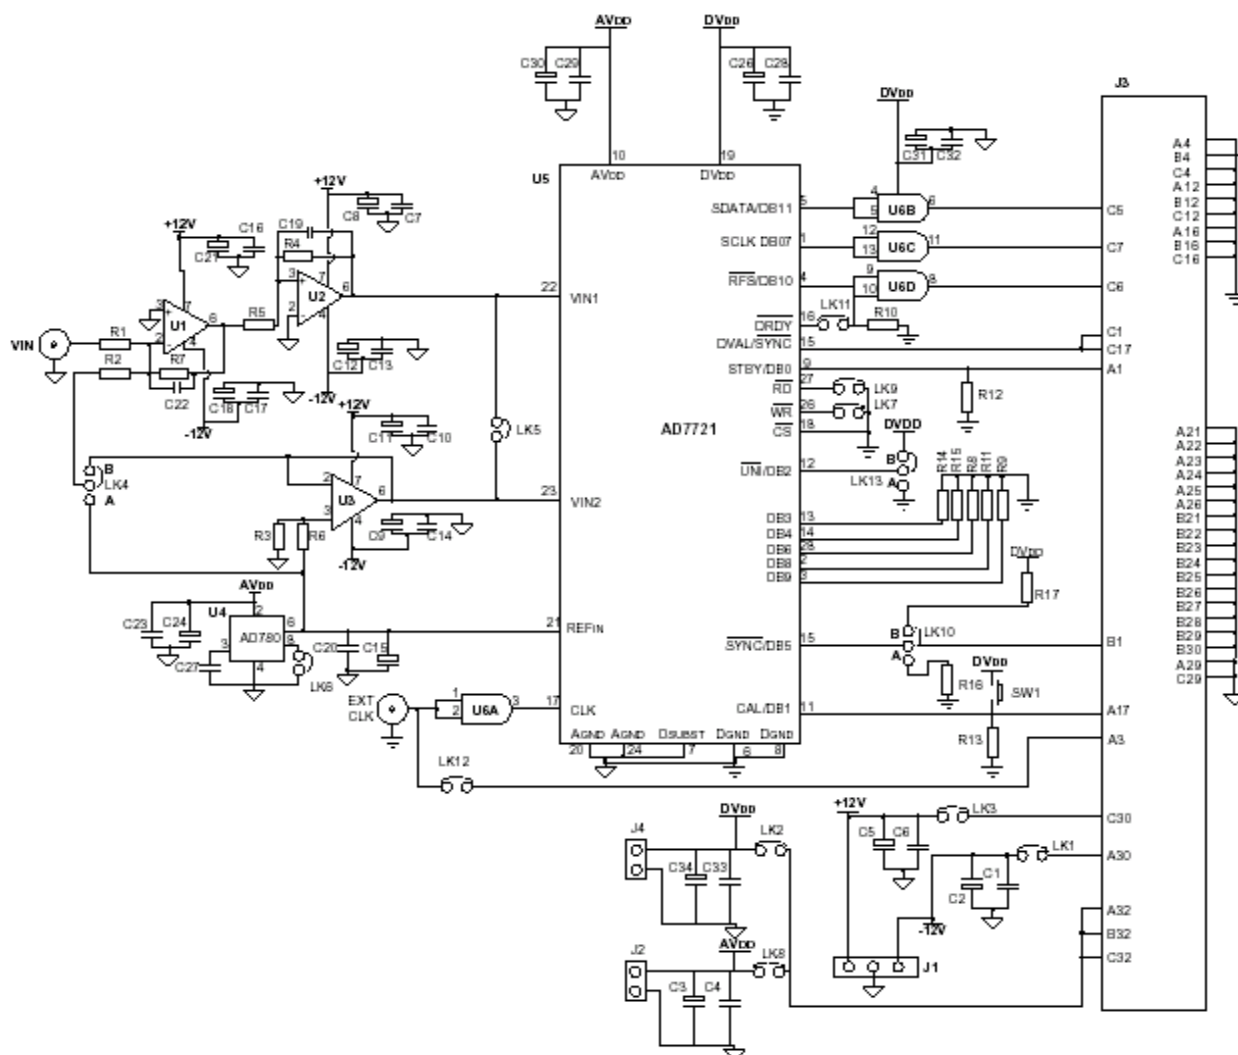 AVDD
DVDD
C30
C29
C26
C28
J3
DVDD
C31
C32
10
19
U5
AVDD
DVDD
A4
B4
C4
A12
B12
C12
A16
B16
C16
+12V
C8
C7
+12V
C16
C21
C19
R4
3
7
U2
6
2
4
SDATA/DB11
5
4
5
U6B
6
C5
SCLK DB07
1
12
13
U6C
11
C7
RFS/DB10
4
9
10
U6D
8
C6
22
VIN1
R5
3
7
U1
6
2
4
VIN
R1
R2
R7
C22
C18
C17
-12V
C12
C13
-12V
LK11
DRDY
16
R10
C1
DVAL/SYNC
15
C17
STBY/DB0
9
A1
RD
27
LK9
R12
WR
26
LK7
CS
18
AD7721
DVDD
+12V
C11
C10
LK5
B
LK4
A
2
7
U3
6
3
4
23
VIN2
R3
R6
C9
C14
-12V
UNI/DB2
12
B
LK13
A
R14
R15
R8
R11
R9
DB3
13
DB4
14
DB6
28
DB8
2
DB9
3
A21
A22
A23
A24
A25
A26
B21
B22
B23
B24
B25
B26
B27
B28
B29
B30
A29
C29
DVDD
R17
AVDD
U4
2
C23
C24
3
AD780
6
8
4
C27
LK6
C20
C15
21
REFIN
SYNC/DB5
15
B
LK10
A
B1
R16
DVDD
SW1
EXT
CLK
1
2
U6A
3
17
CLK
CAL/DB1
11
A17
R13
A3
AGND
AGND
DSUBST
DGND
DGND
20
24
7
6
8
LK12
+12V
LK3
C30
C5
C6
DVDD
J4
LK2
C34
C33
LK1
A30
C1
C2
-12V
A32
B32
C32
AVDD
J2
LK8
C3
C4
J1